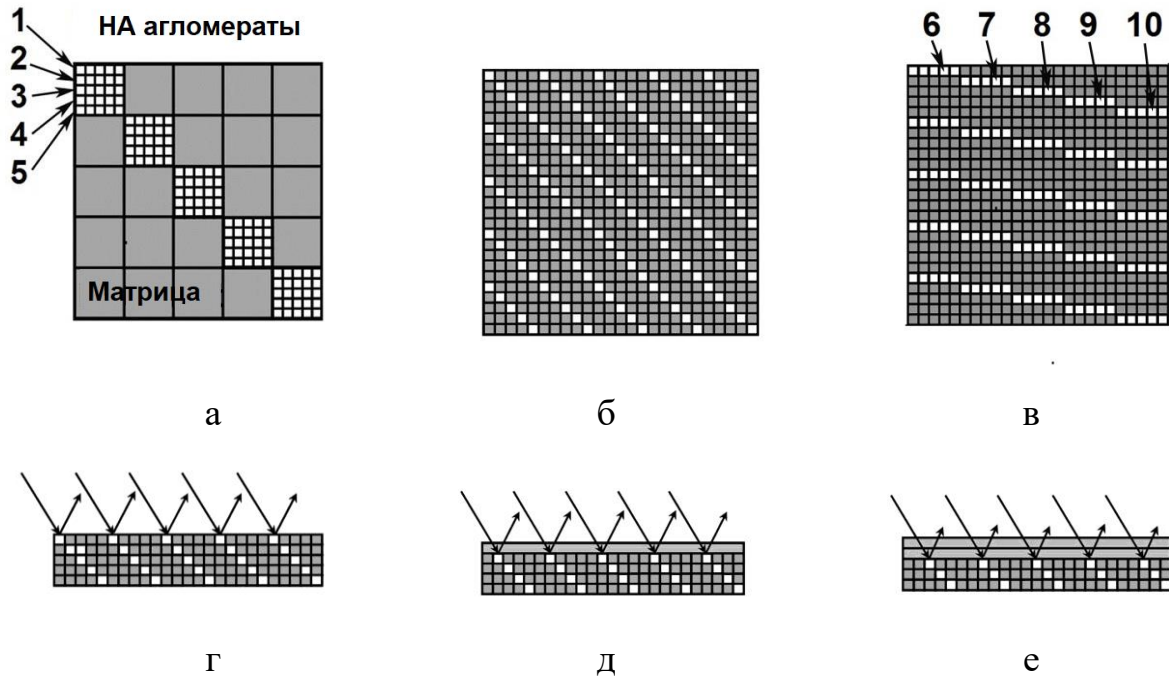 НА агломераты
1
2
3
4
5
Матрица
6 7 8 9 10
а б в
г д е